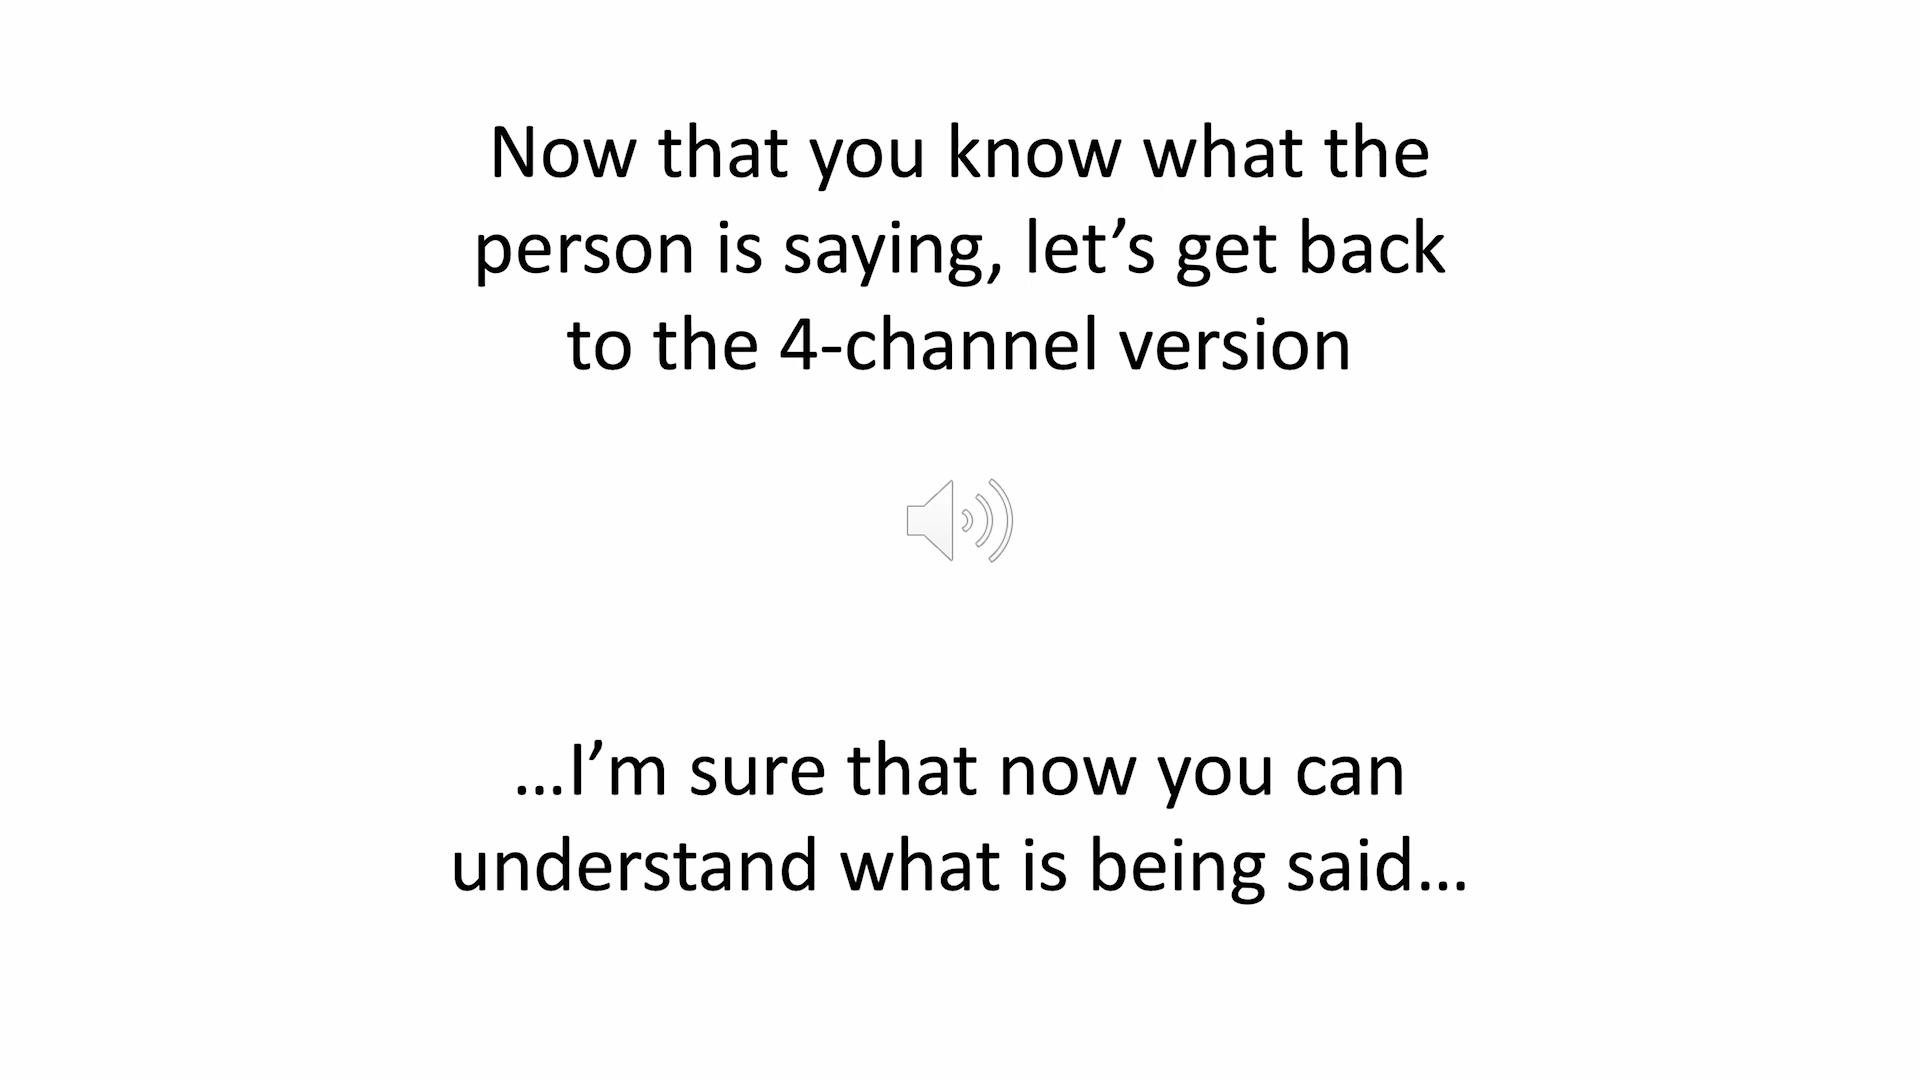 Now that you know what the
person is saying, let’s get back
to the 4-channel version
…I’m sure that now you can
understand what is being said…